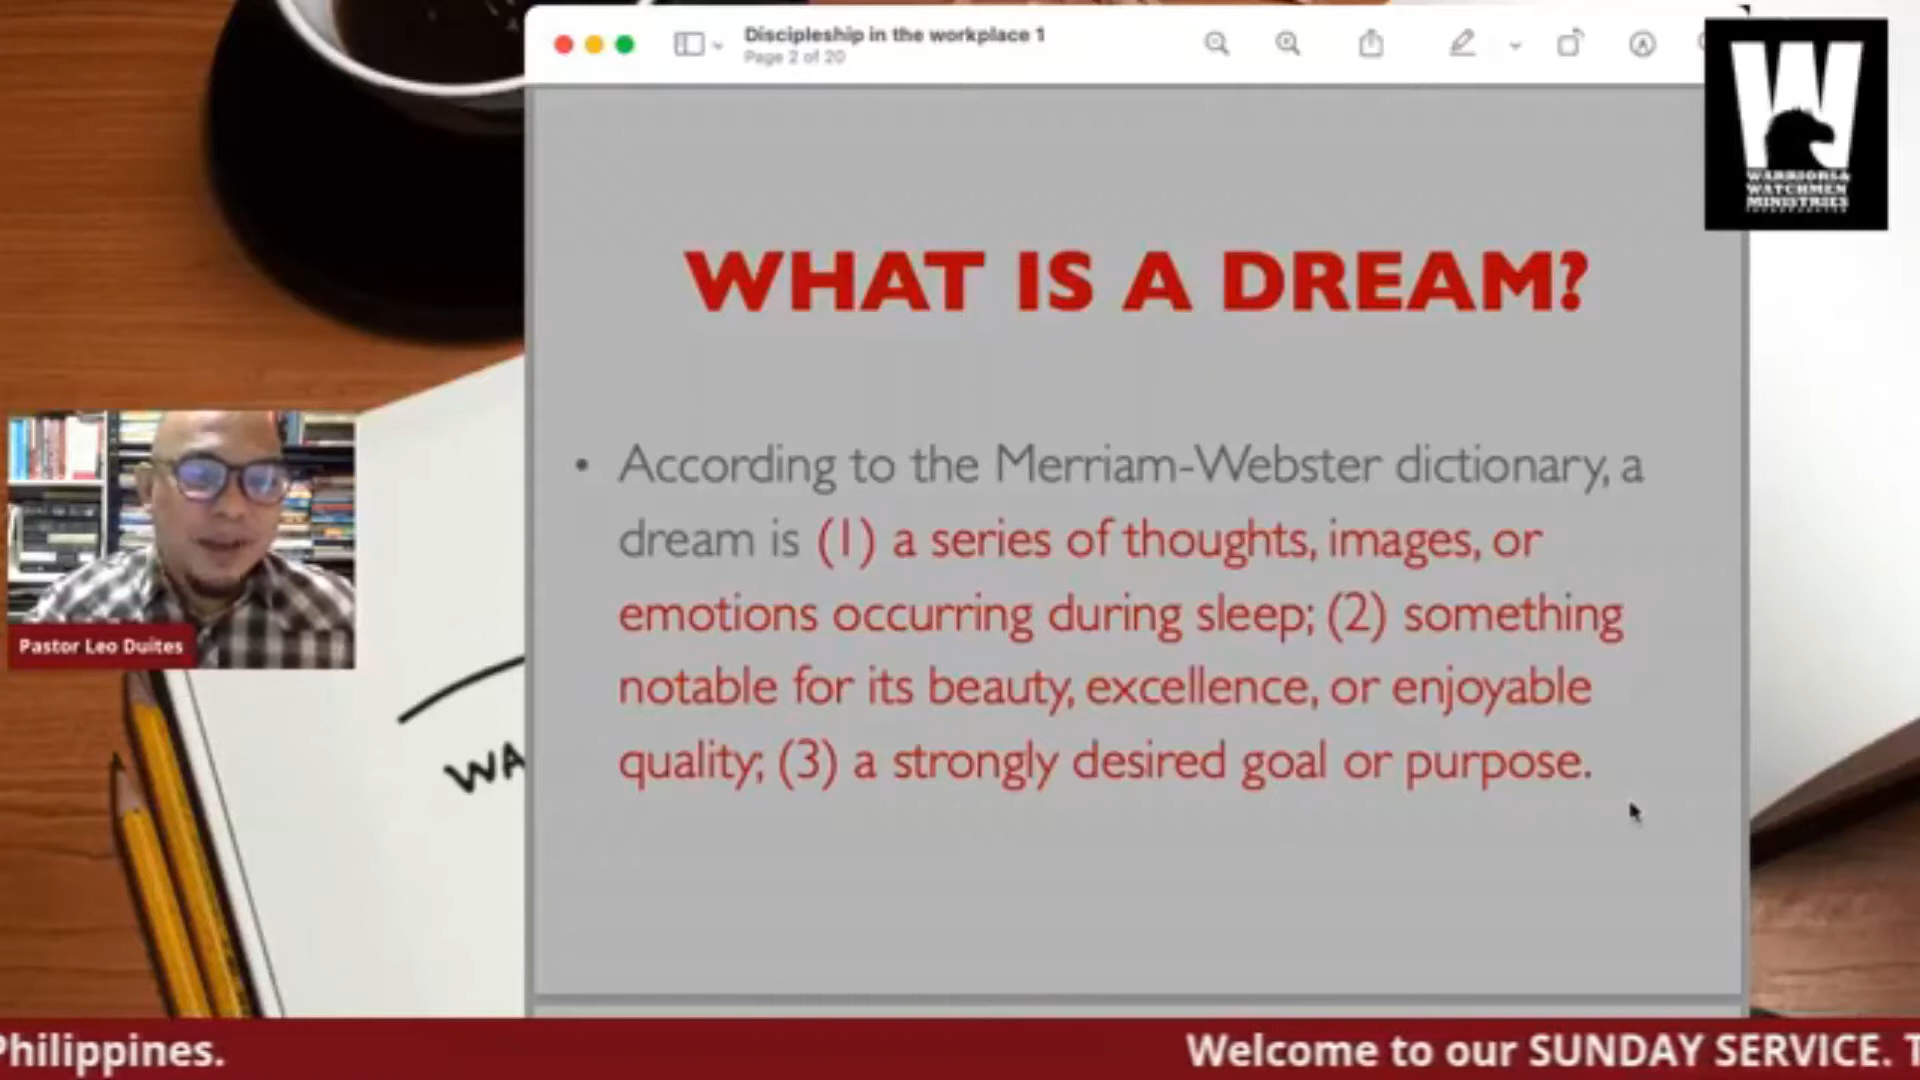 Discipleship in the workplace 1
Page 2 of 20
W
WARRIORS&
WATCHMEN
MINISTRIES
WHAT IS A DREAM?
• According to the Merriam-Webster dictionary, a
dream is (1) a series of thoughts, images, or
emotions occurring during sleep; (2) something
notable for its beauty, excellence, or enjoyable
quality; (3) a strongly desired goal or purpose.
Pastor Leo Duites
WA
Philippines.
Welcome to our SUNDAY SERVICE. T